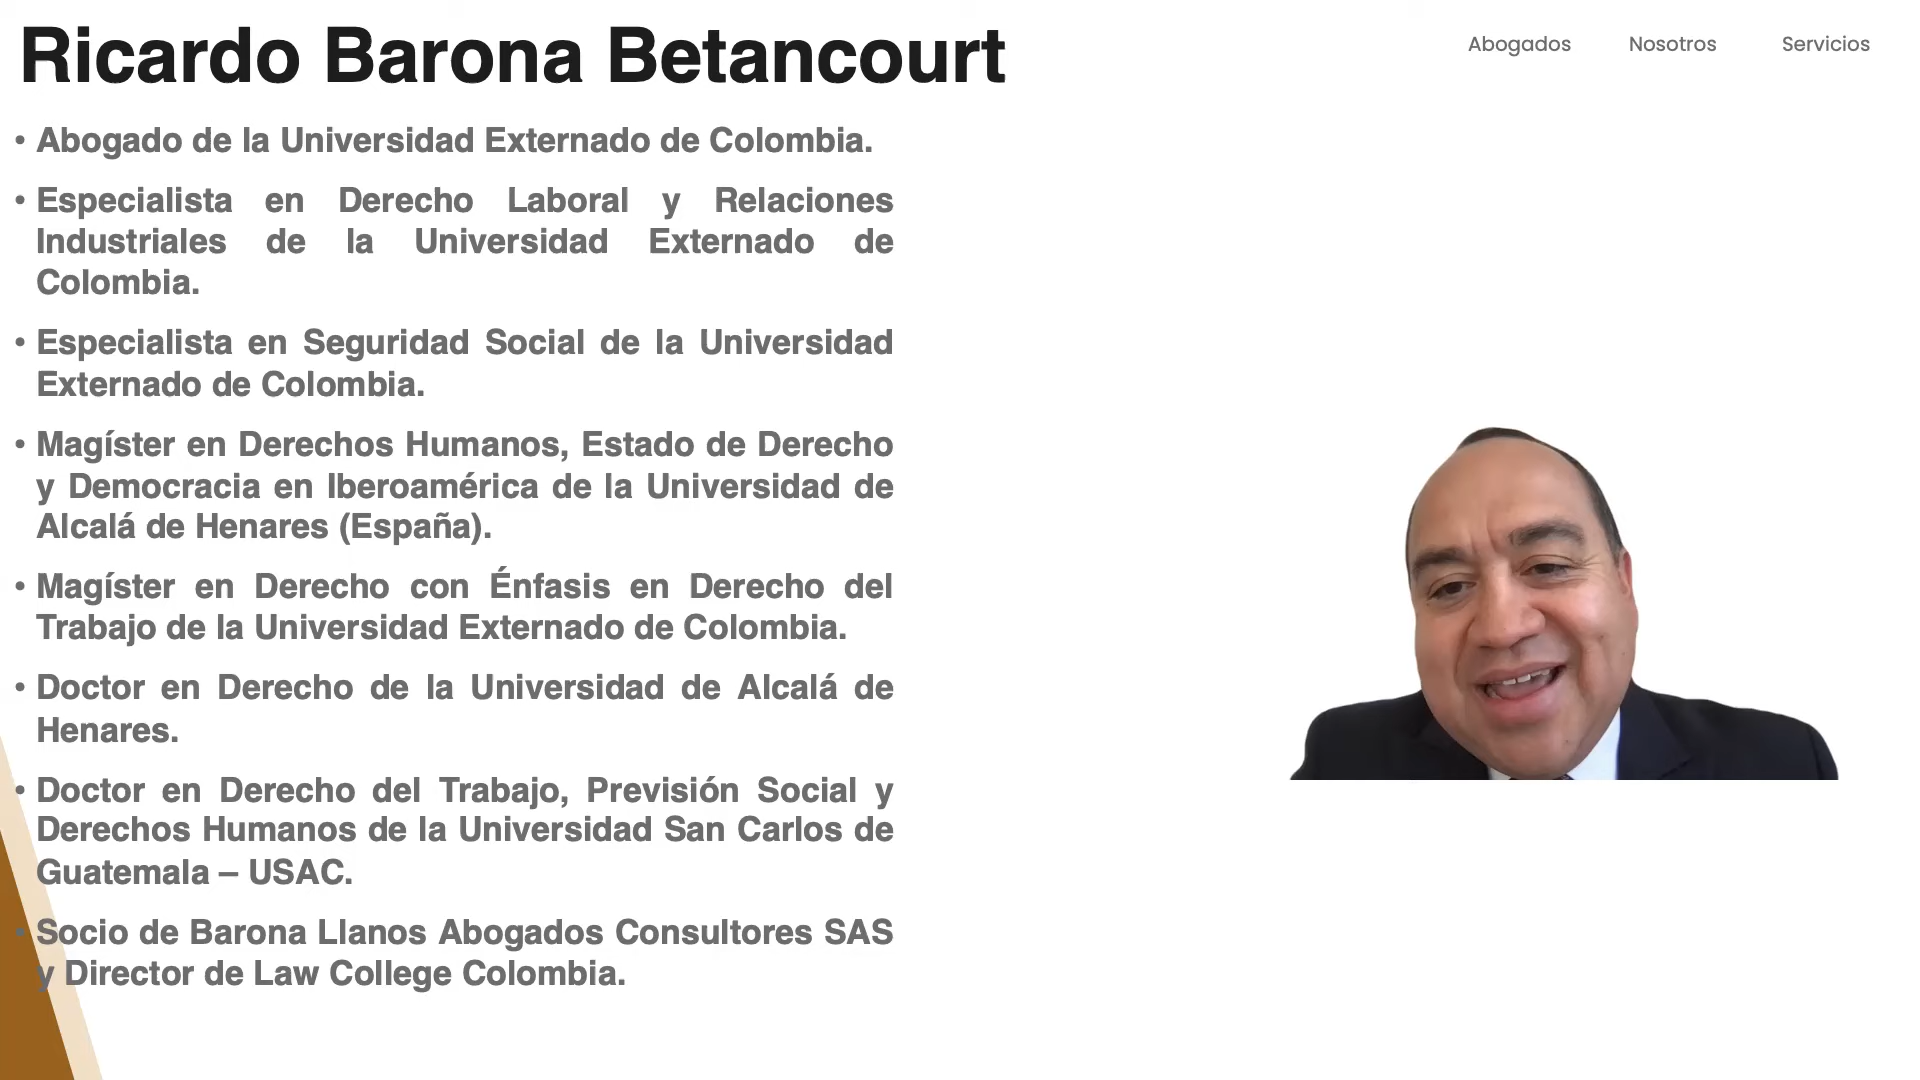 Ricardo Barona Betancourt
Abogados Nosotros Servicios
• Abogado de la Universidad Externado de Colombia.
• Especialista en Derecho Laboral y Relaciones
Industriales de la Universidad Externado de
Colombia.
• Especialista en Seguridad Social de la Universidad
Externado de Colombia.
• Magíster en Derechos Humanos, Estado de Derecho
y Democracia en Iberoamérica de la Universidad de
Alcalá de Henares (España).
• Magíster en Derecho con Énfasis en Derecho del
Trabajo de la Universidad Externado de Colombia.
• Doctor en Derecho de la Universidad de Alcalá de
Henares.
• Doctor en Derecho del Trabajo, Previsión Social y
Derechos Humanos de la Universidad San Carlos de
Guatemala – USAC.
• Socio de Barona Llanos Abogados Consultores SAS
y Director de Law College Colombia.